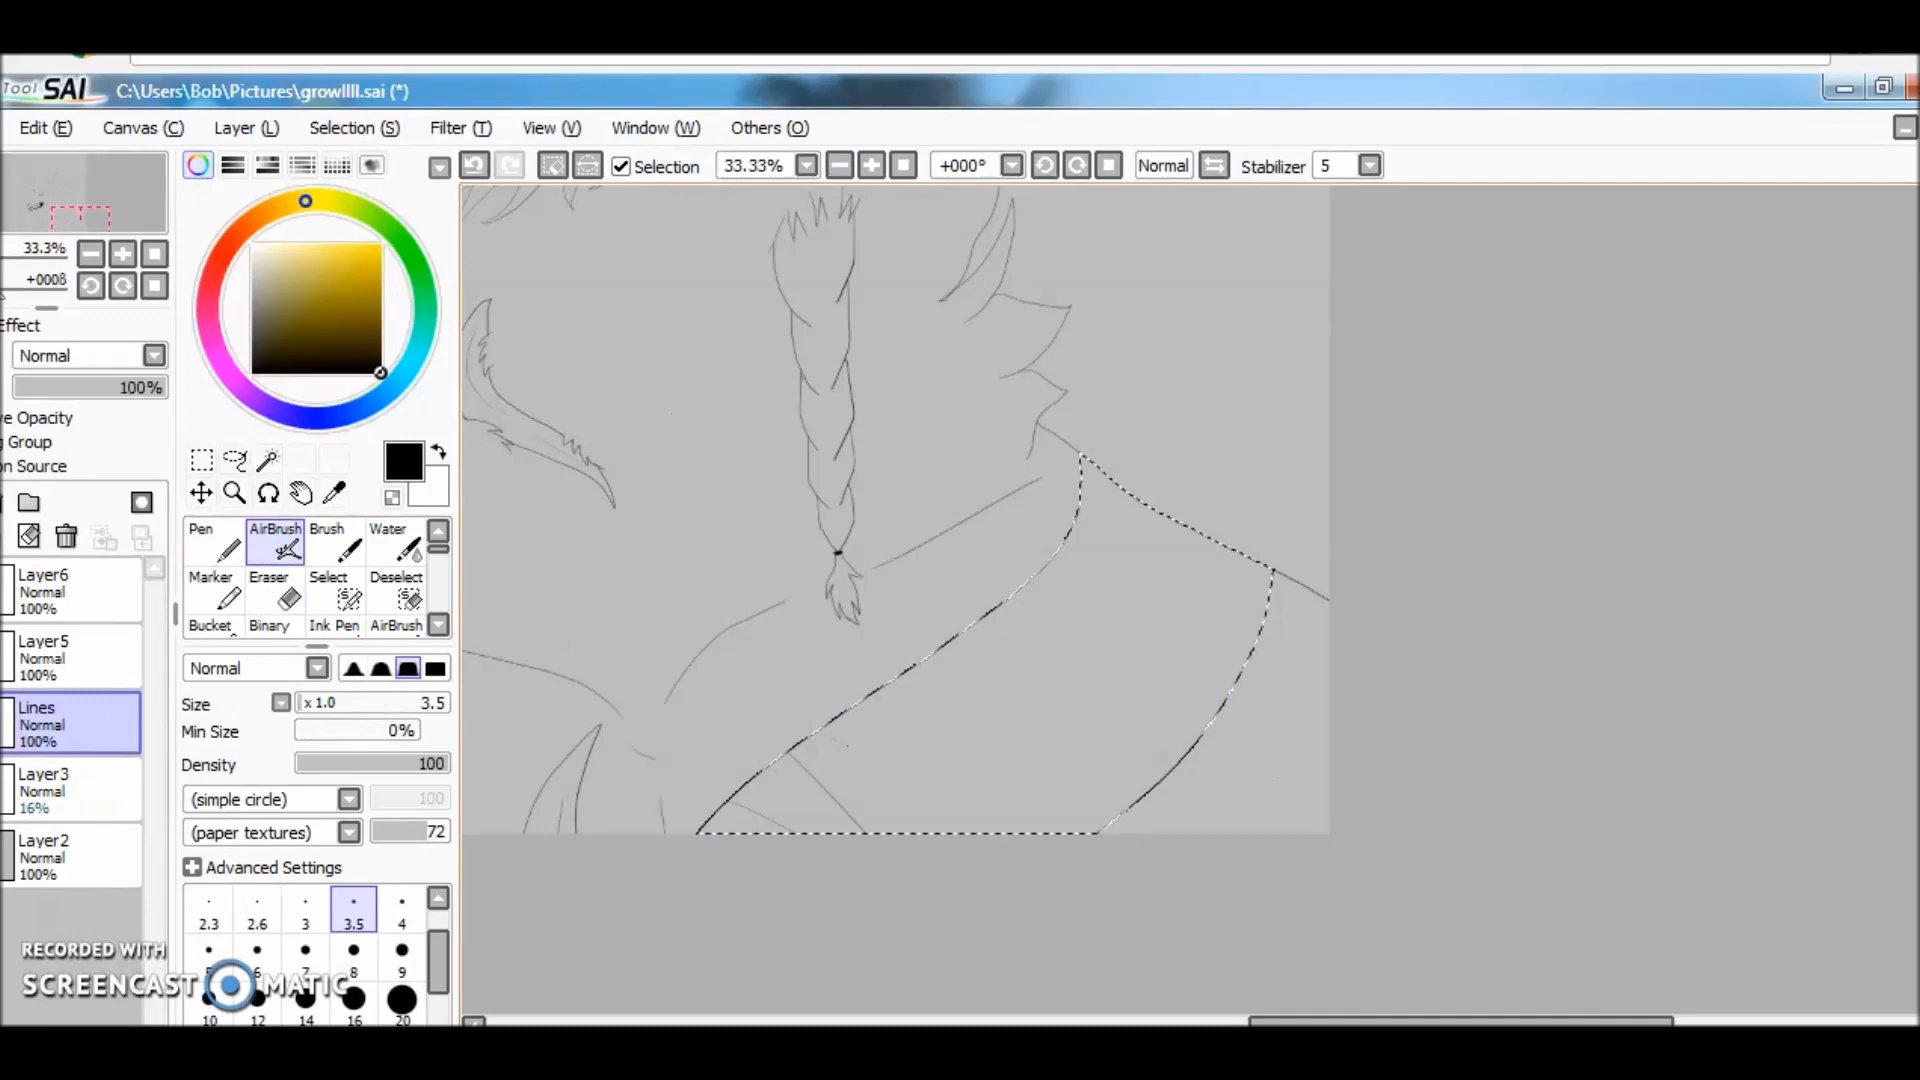 Tool SAI C:\Users\Bob\Pictures\growllll.sai (*)
Edit (E) Canvas (C) Layer (L) Selection (S) Filter (T) View (V) Window (W) Others (O)
Selection 33.33% +000° Normal Stabilizer 5
33.3%
Effect
Normal
100%
ve Opacity
g Group
on Source
Layer6
Normal
100%
Layer5
Normal
100%
Lines
Normal
100%
Layer3
Normal
16%
Layer2
Normal
100%
Pen AirBrush Brush Water
Marker Eraser Select Deselect
Bucket Binary Ink Pen AirBrush
Normal
Size x 1.0 3.5
Min Size 0%
Density 100
(simple circle) 100
(paper textures) 72
Advanced Settings
2.3 2.6 3 3.5 4
6 7 8 9
10 12 14 16 20
RECORDED WITH
SCREENCAST MATIC